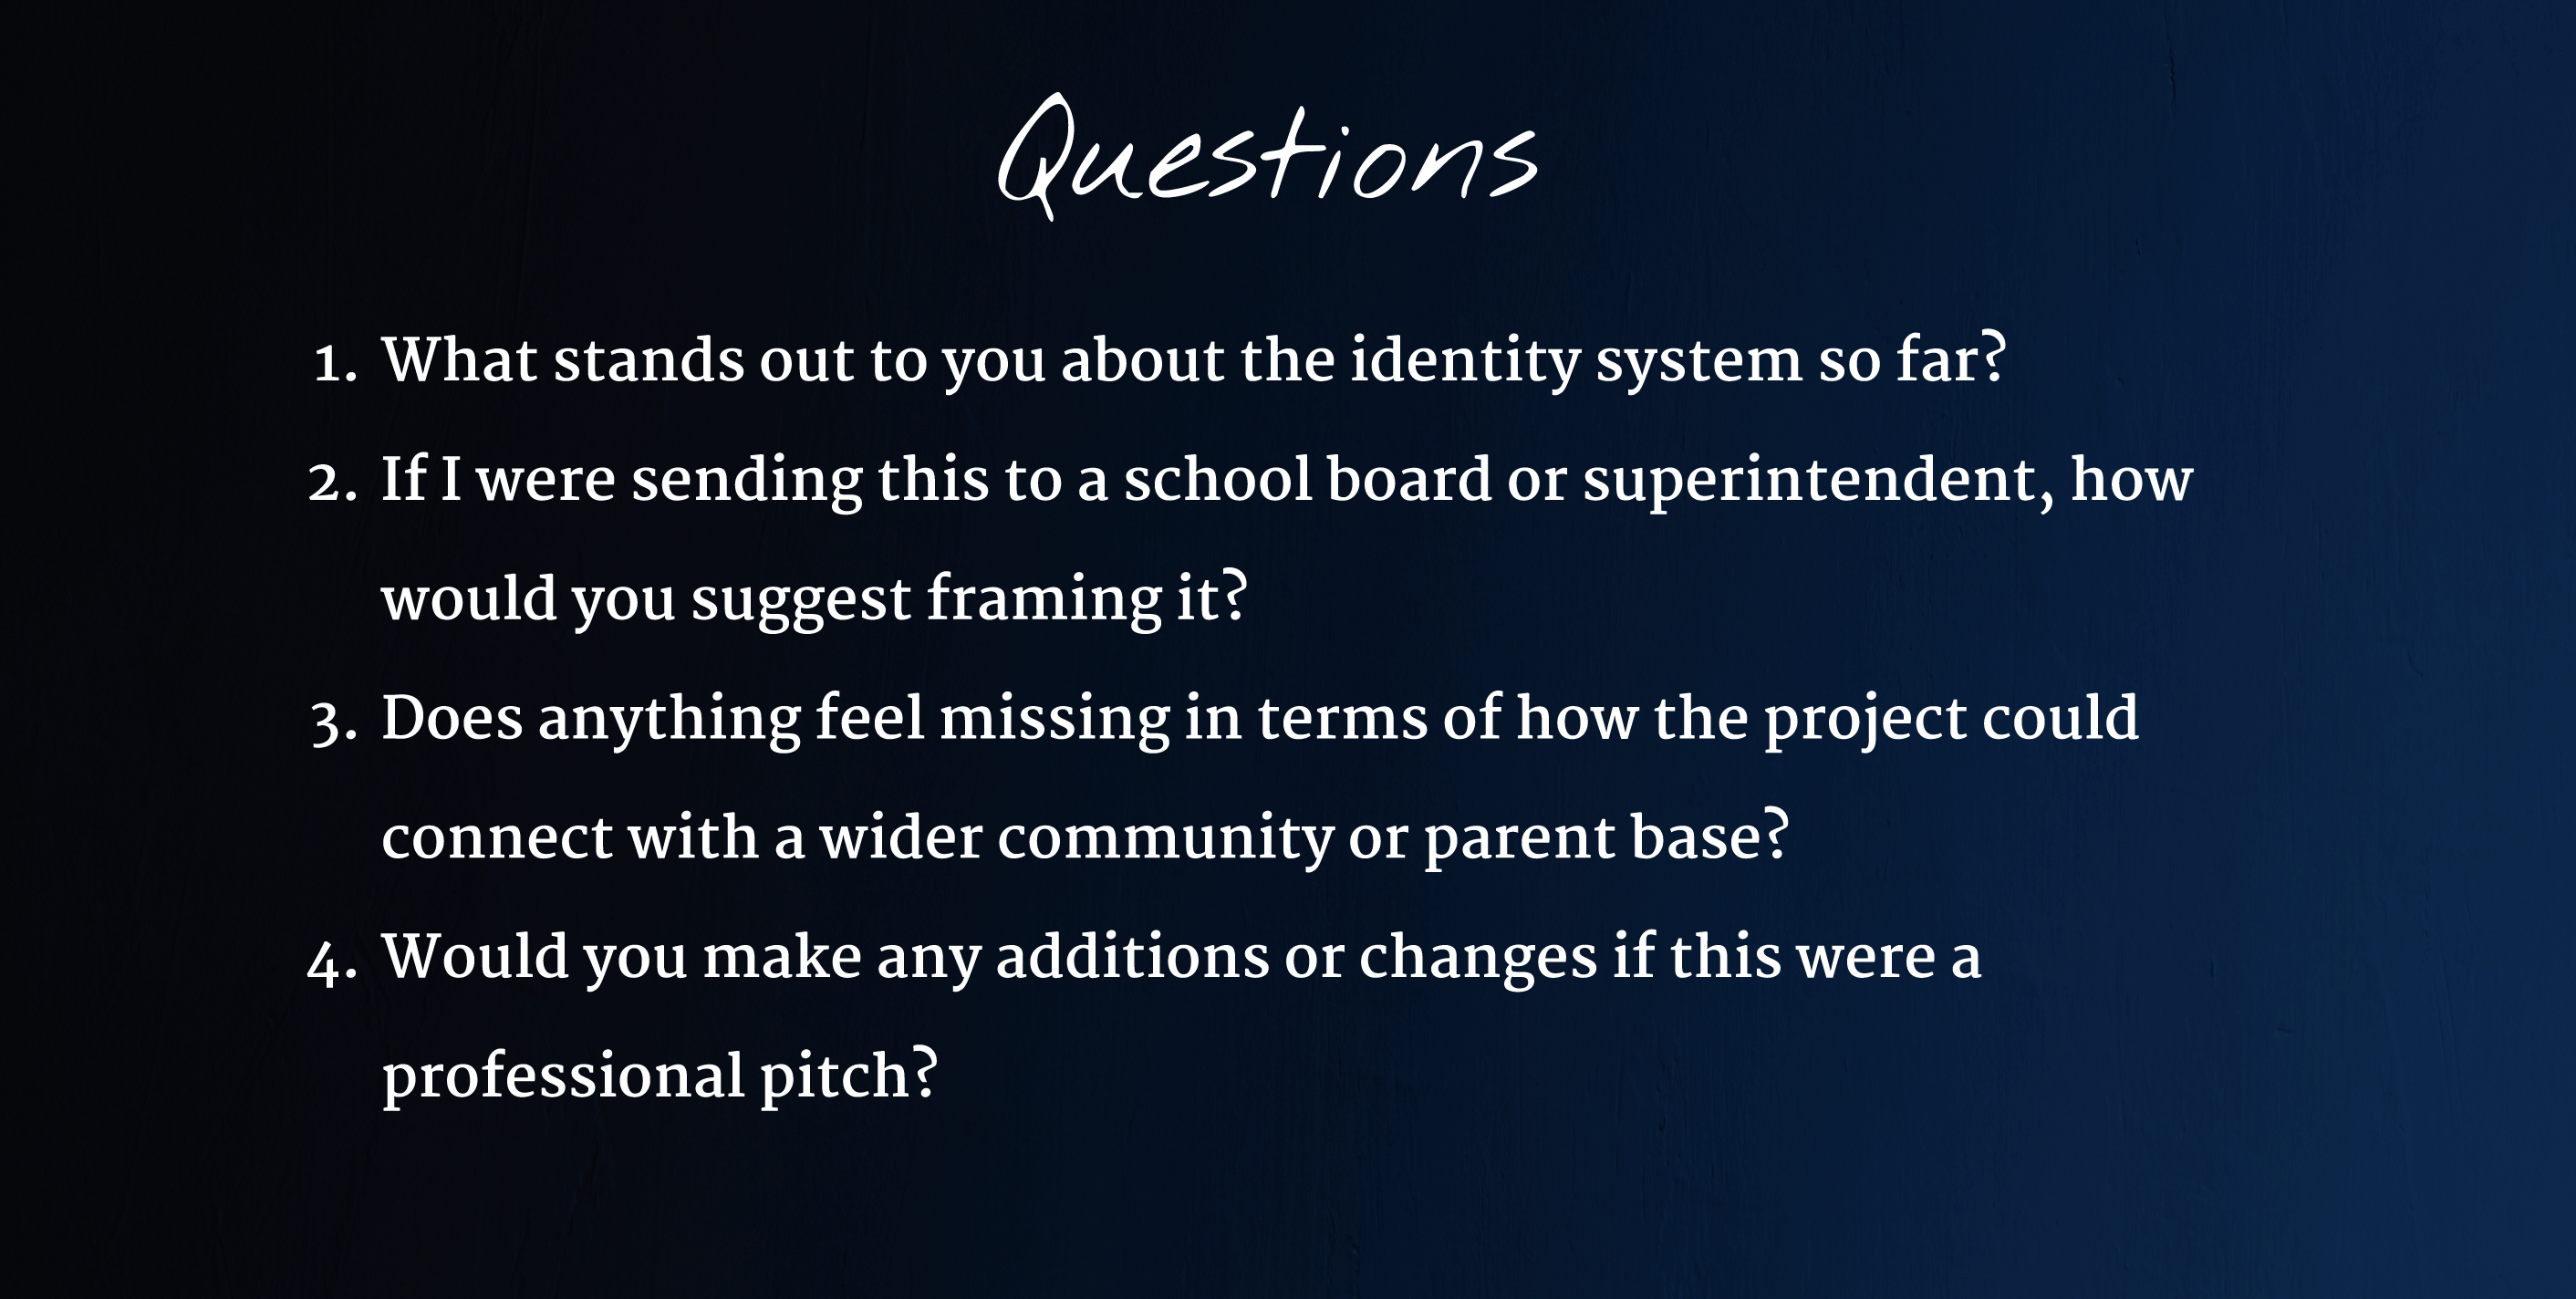 Questions
1. What stands out to you about the identity system so far?
2. If I were sending this to a school board or superintendent, how
would you suggest framing it?
3. Does anything feel missing in terms of how the project could
connect with a wider community or parent base?
4. Would you make any additions or changes if this were a
professional pitch?